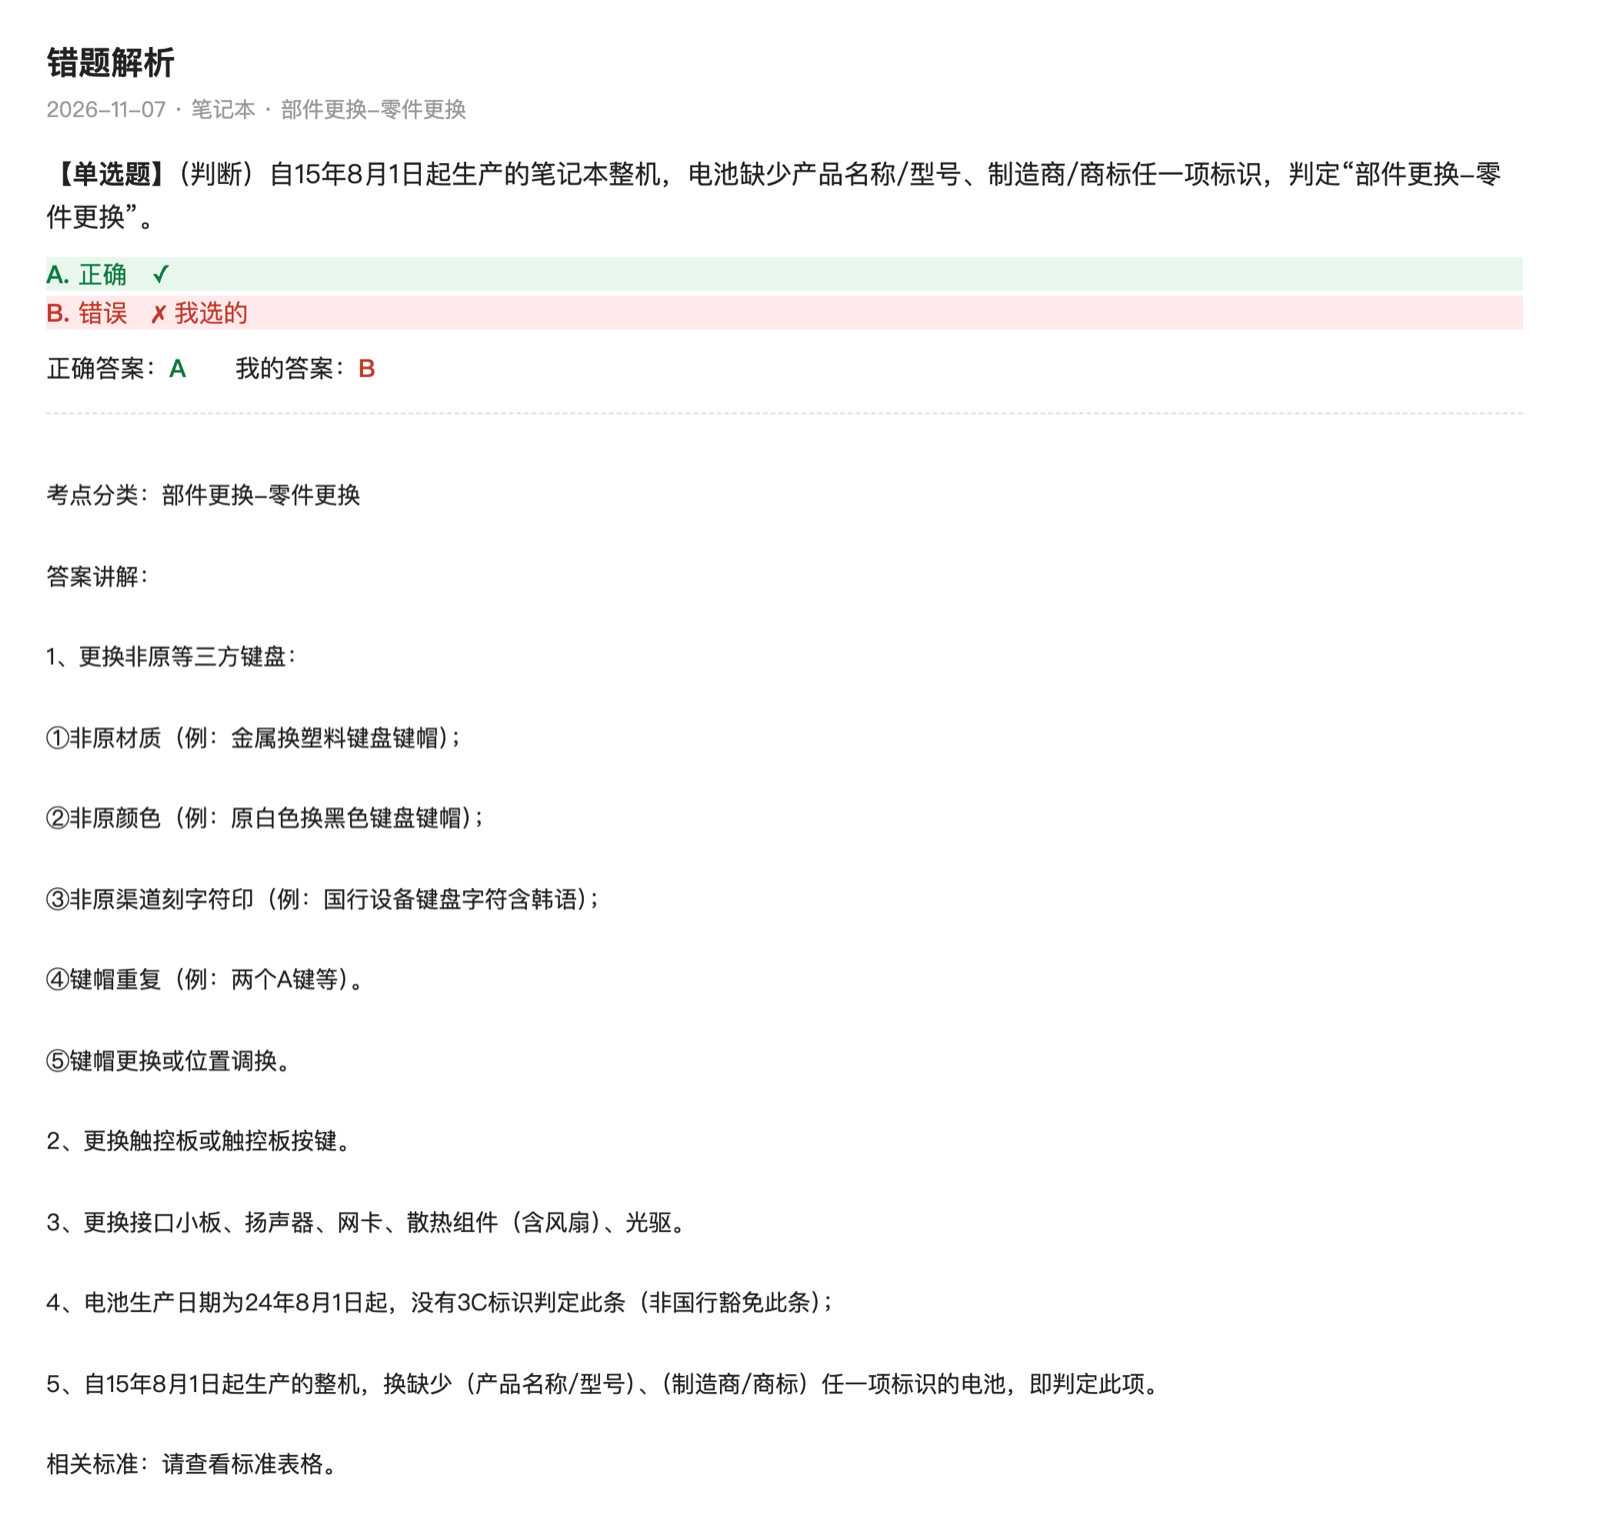 错题解析
2026-11-07 · 笔记本 · 部件更换-零件更换
【单选题】（判断）自15年8月1日起生产的笔记本整机，电池缺少产品名称/型号、制造商/商标任一项标识，判定“部件更换-零
件更换”。
A. 正确 ✓
B. 错误 ✗ 我选的
正确答案：A 我的答案：B
考点分类：部件更换-零件更换
答案讲解：
1、更换非原等三方键盘：
①非原材质（例：金属换塑料键盘键帽）；
②非原颜色（例：原白色换黑色键盘键帽）；
③非原渠道刻字符印（例：国行设备键盘字符含韩语）；
④键帽重复（例：两个A键等）。
⑤键帽更换或位置调换。
2、更换触控板或触控板按键。
3、更换接口小板、扬声器、网卡、散热组件（含风扇）、光驱。
4、电池生产日期为24年8月1日起，没有3C标识判定此条（非国行豁免此条）；
5、自15年8月1日起生产的整机，换缺少（产品名称/型号）、（制造商/商标）任一项标识的电池，即判定此项。
相关标准：请查看标准表格。